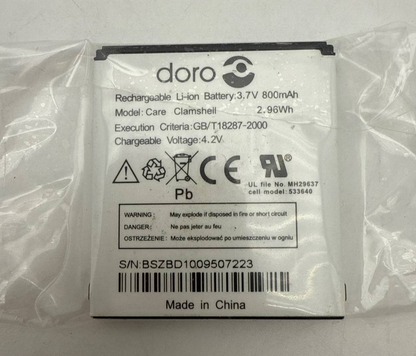 doro
Rechargeable Li-ion Battery:3.7V 800mAh
Model: Care Clamshell 2.96Wh
Execution Criteria:GB/T18287-2000
Chargeable Voltage:4.2V
Pb
UL file No. MH29637
cell model: 533640
WARNING: May explode if disposed in fire or short circuit
DANGER: Ne pas jeter au feu
OSTRZEŻENIE: Może eksplodować po umieszczeniu w ogniu
S/N:BSZBD1009507223
Made in China